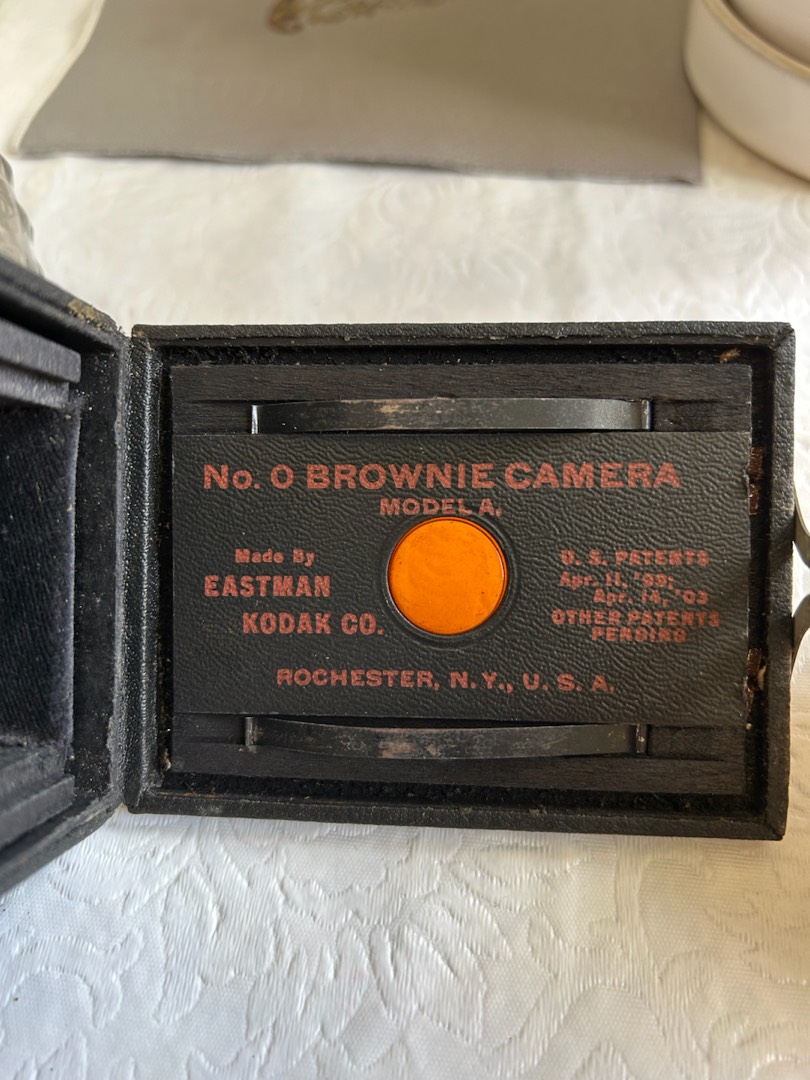 No. 0 BROWNIE CAMERA
MODEL A.
Made By
EASTMAN
KODAK CO.
U. S. PATENTS
Apr. 11, '99;
Apr. 14, '03
OTHER PATENTS
PENDING
ROCHESTER, N. Y., U. S. A.